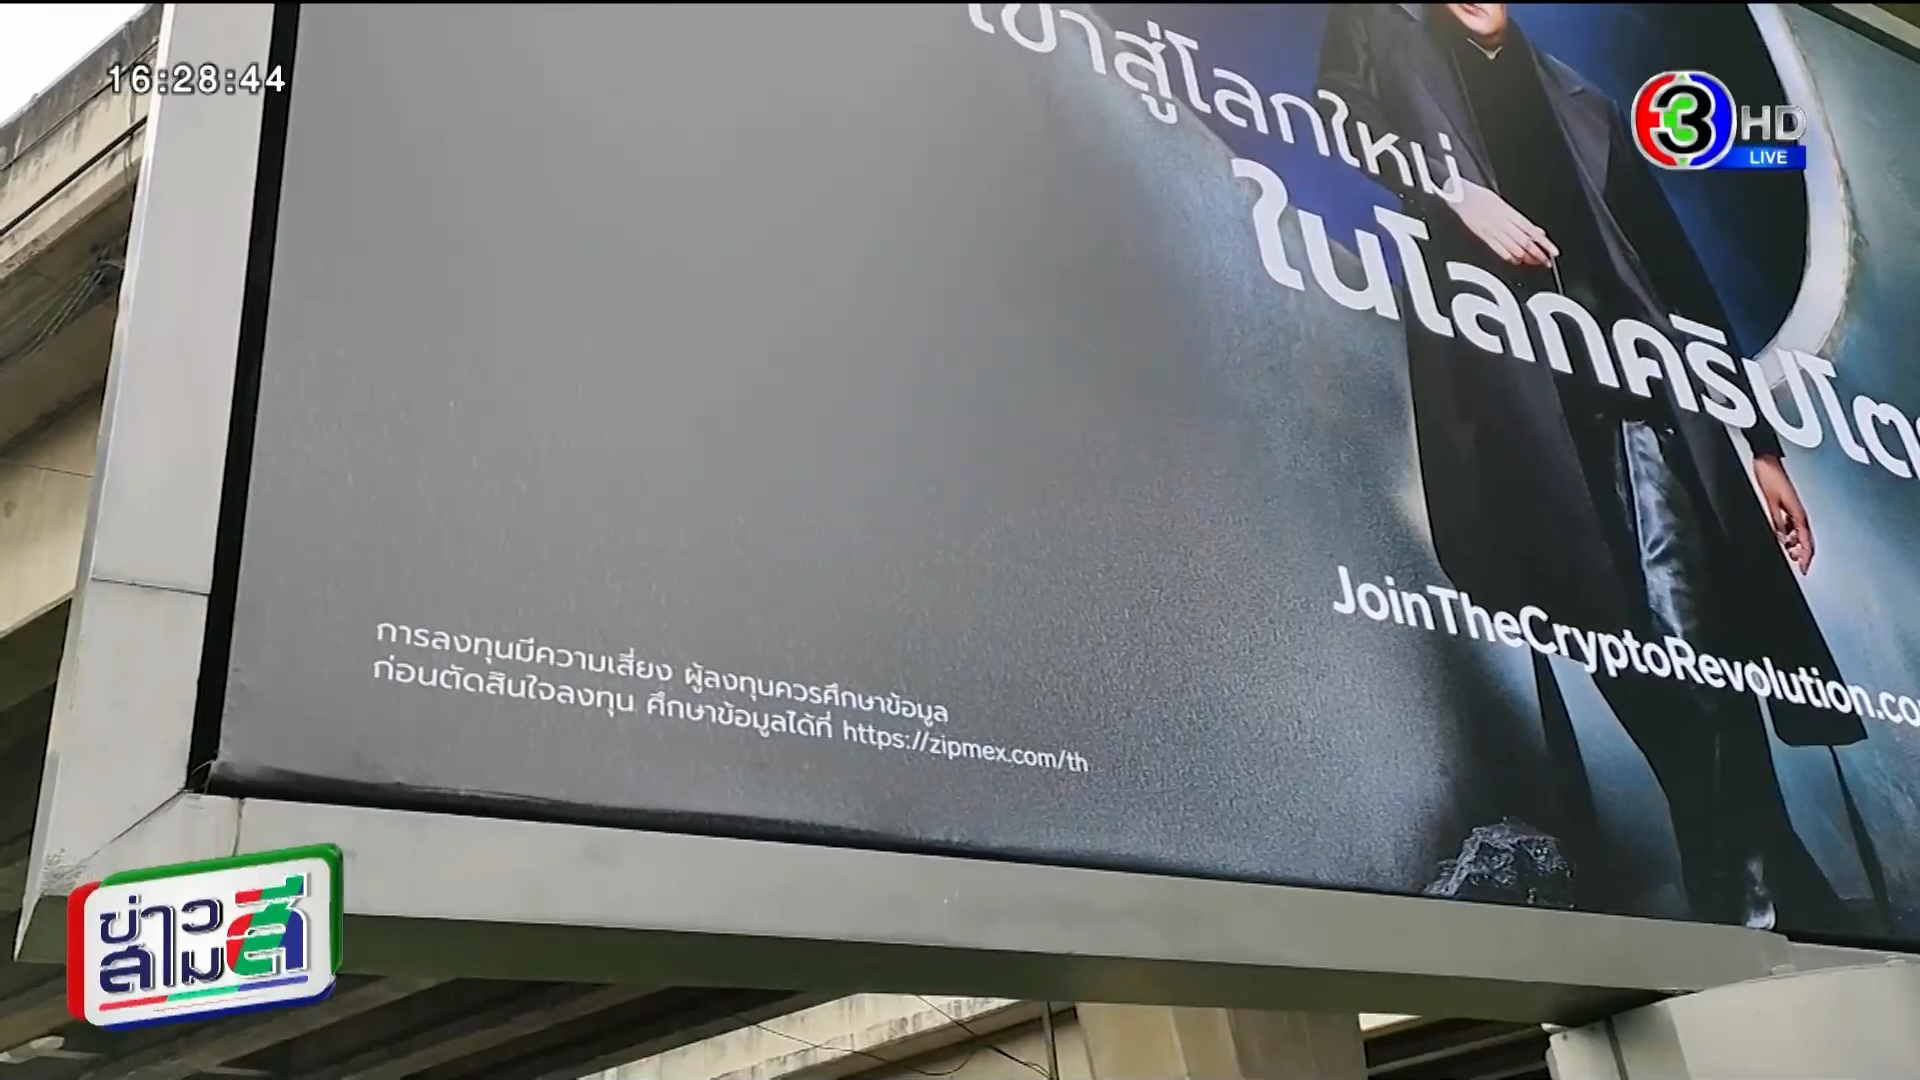 16:28:44
3 HD
LIVE
เข้าสู่โลกใหม่
ในโลกคริปโต
JoinTheCryptoRevolution.co
การลงทุนมีความเสี่ยง ผู้ลงทุนควรศึกษาข้อมูล
ก่อนตัดสินใจลงทุน ศึกษาข้อมูลได้ที่ https://zipmex.com/th
ข่าว
สามสี